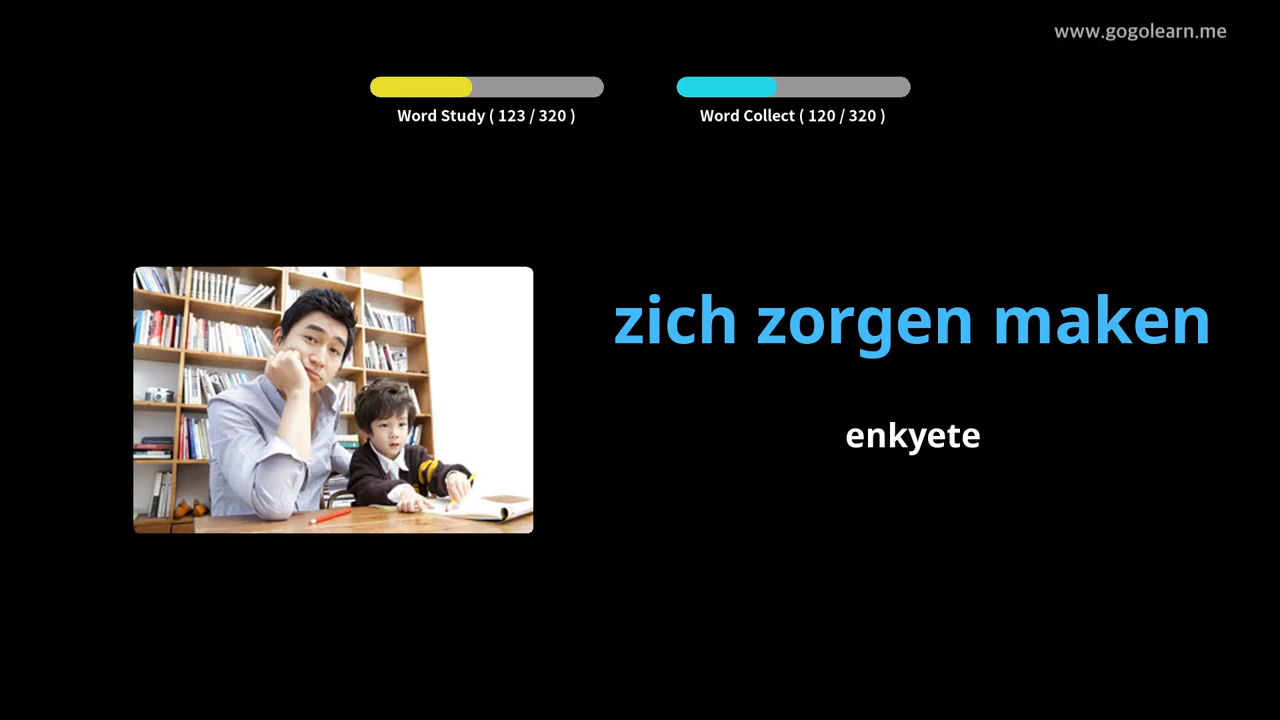 www.gogolearn.me
Word Study ( 123 / 320 )
Word Collect ( 120 / 320 )
zich zorgen maken
enkyete